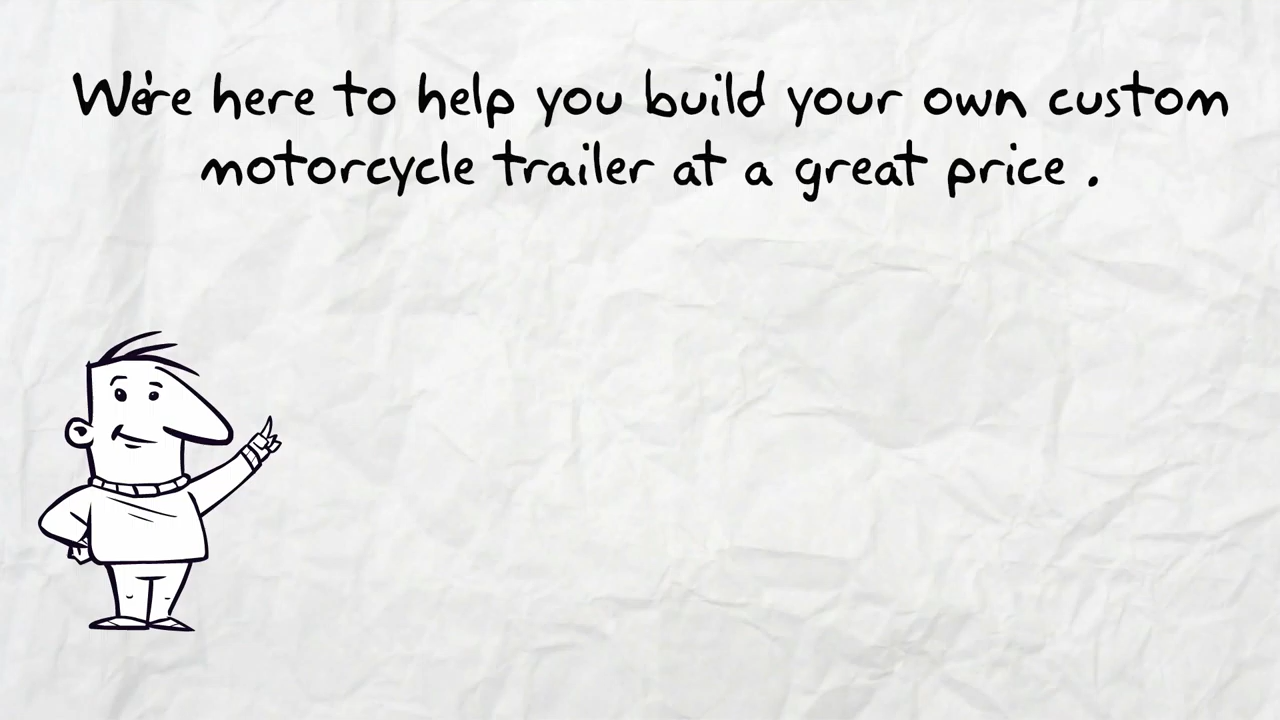 We're here to help you build your own custom
motorcycle trailer at a great price .